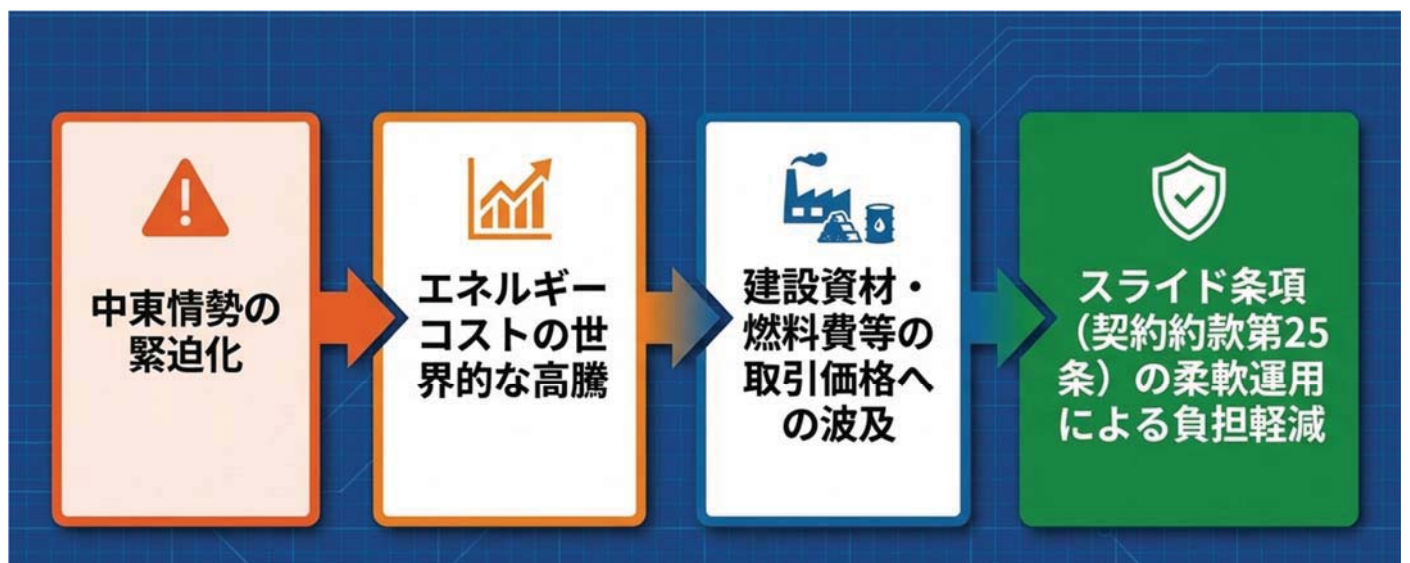 中東情勢の
緊迫化
エネルギー
コストの世
界的な高騰
建設資材・
燃料費等の
取引価格へ
の波及
スライド条項
（契約約款第25
条）の柔軟運用
による負担軽減